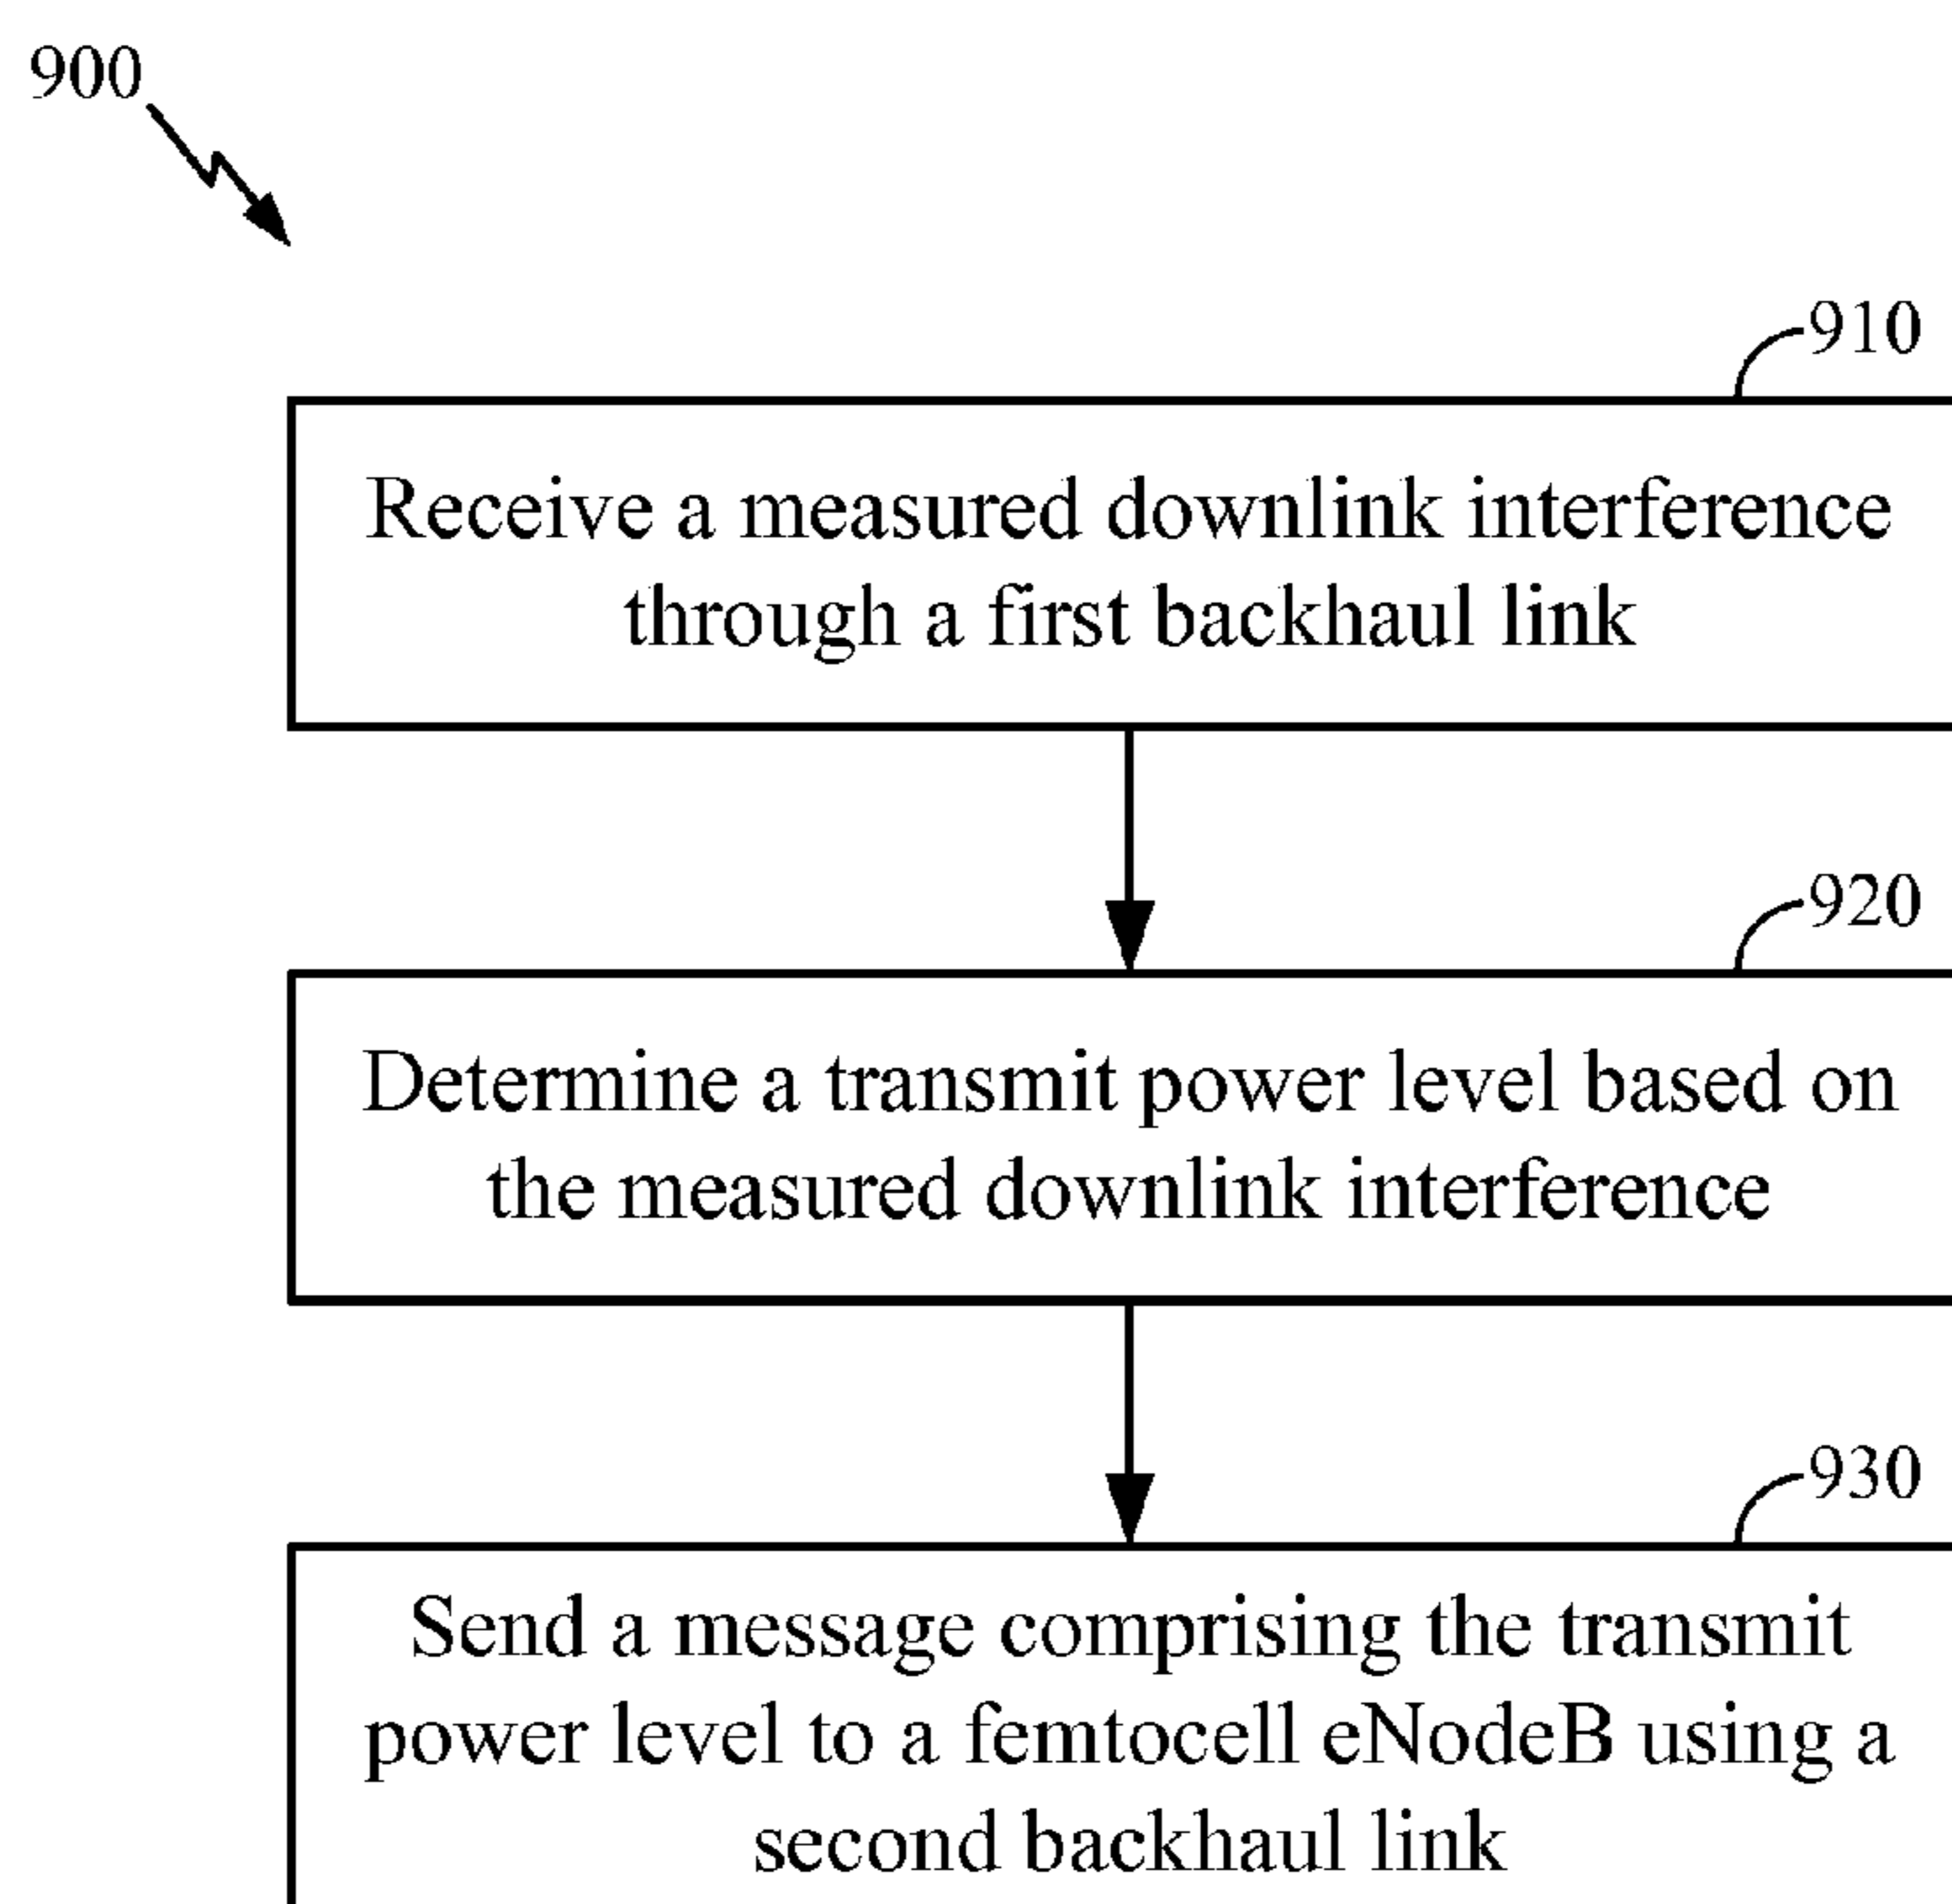 900
910
Receive a measured downlink interference
through a first backhaul link
920
Determine a transmit power level based on
the measured downlink interference
930
Send a message comprising the transmit
power level to a femtocell eNodeB using a
second backhaul link